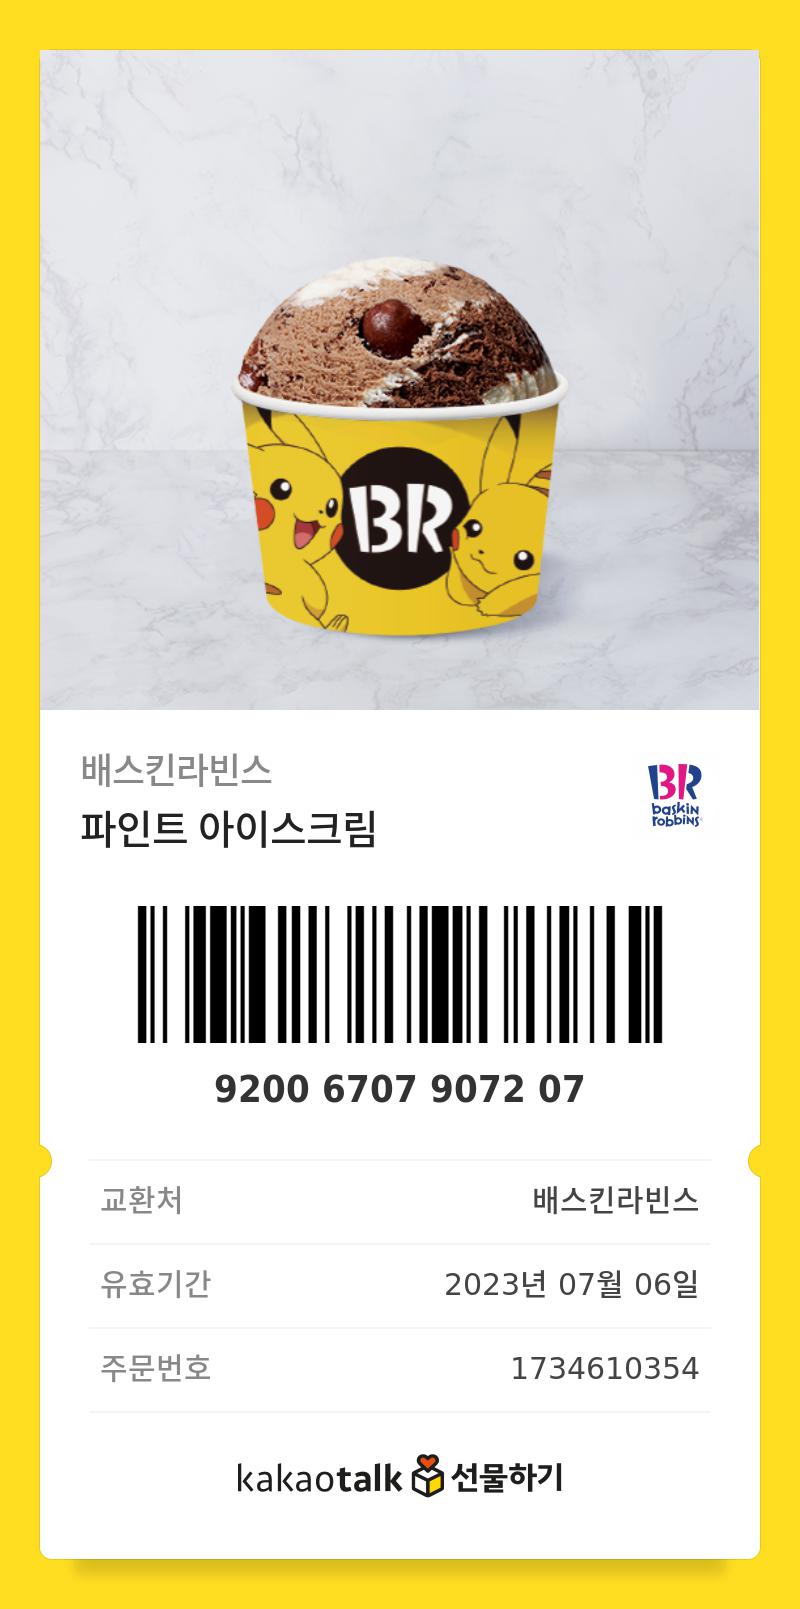 BR
배스킨라빈스
파인트 아이스크림
BR
baskin
robbins
9200 6707 9072 07
교환처 배스킨라빈스
유효기간 2023년 07월 06일
주문번호 1734610354
kakaotalk 선물하기